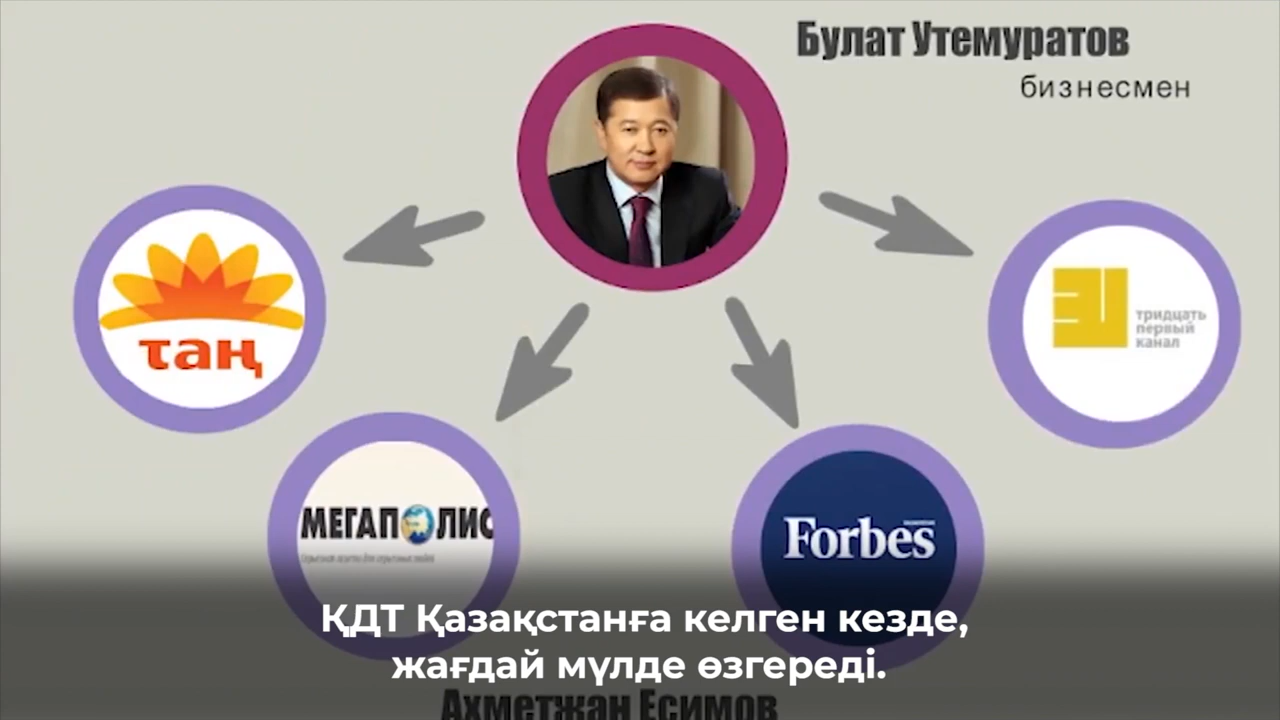 Булат Утемуратов
бизнесмен
таң
тридцать
первый
канал
МЕГАПОЛИС
Forbes
ҚДТ Қазақстанға келген кезде,
жағдай мүлде өзгереді.
Ахметжан Есимов